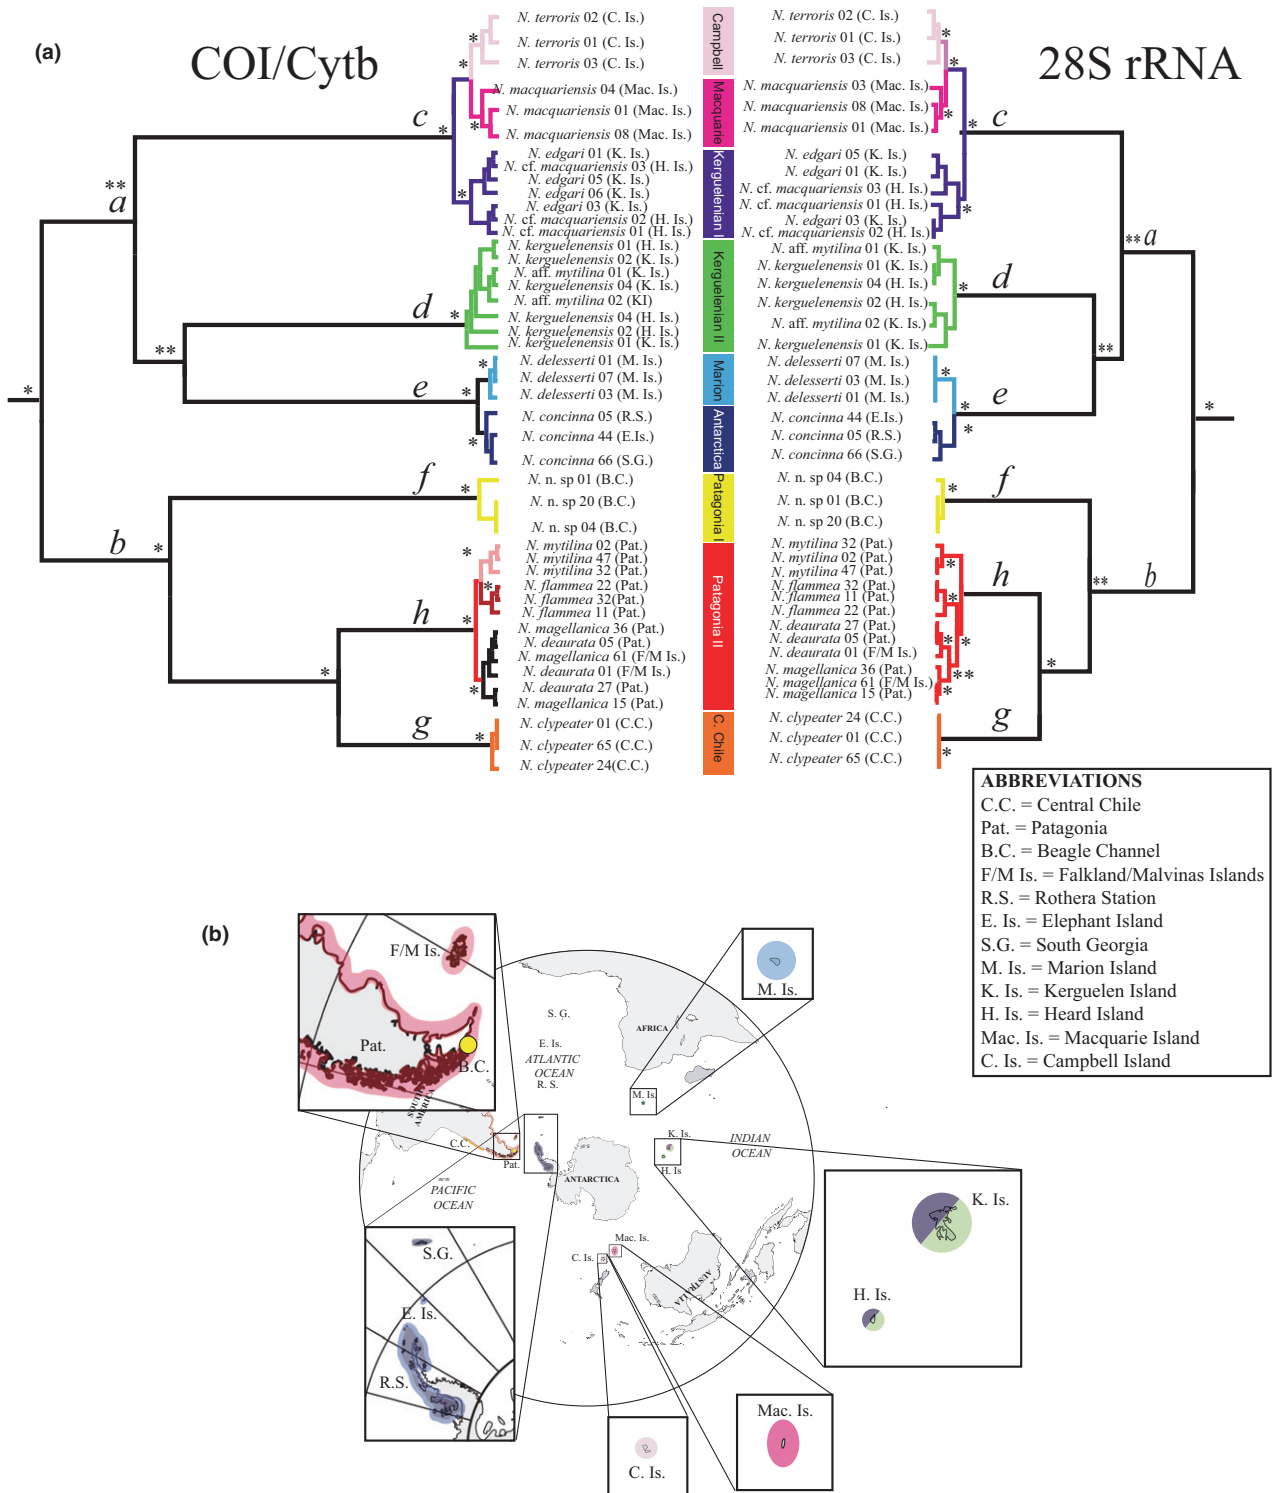 (a)
COI/Cytb
28S rRNA
N. terroris 02 (C. Is.)
N. terroris 01 (C. Is.)
N. terroris 03 (C. Is.)
N. macquariensis 04 (Mac. Is.)
N. macquariensis 01 (Mac. Is.)
N. macquariensis 08 (Mac. Is.)
N. edgari 01 (K. Is.)
N. cf. macquariensis 03 (H. Is.)
N. edgari 05 (K. Is.)
N. edgari 06 (K. Is.)
N. edgari 03 (K. Is.)
N. cf. macquariensis 02 (H. Is.)
N. cf. macquariensis 01 (H. Is.)
N. kerguelenensis 01 (H. Is.)
N. kerguelenensis 02 (K. Is.)
N. aff. mytilina 01 (K. Is.)
N. kerguelenensis 04 (K. Is.)
N. aff. mytilina 02 (KI)
N. kerguelenensis 04 (H. Is.)
N. kerguelenensis 02 (H. Is.)
N. kerguelenensis 01 (K. Is.)
N. delesserti 01 (M. Is.)
N. delesserti 07 (M. Is.)
N. delesserti 03 (M. Is.)
N. concinna 05 (R.S.)
N. concinna 44 (E.Is.)
N. concinna 66 (S.G.)
N. n. sp 01 (B.C.)
N. n. sp 20 (B.C.)
N. n. sp 04 (B.C.)
N. mytilina 02 (Pat.)
N. mytilina 47 (Pat.)
N. mytilina 32 (Pat.)
N. flammea 22 (Pat.)
N. flammea 32(Pat.)
N. flammea 11 (Pat.)
N. magellanica 36 (Pat.)
N. deaurata 05 (Pat.)
N. magellanica 61 (F/M Is.)
N. deaurata 01 (F/M Is.)
N. deaurata 27 (Pat.)
N. magellanica 15 (Pat.)
N. clypeater 01 (C.C.)
N. clypeater 65 (C.C.)
N. clypeater 24(C.C.)
c
**
a
d
**
e
f
b
h
g
Campbell
Macquarie
Kerguelenian I
Kerguelenian II
Marion
Antarctica
Patagonia I
Patagonia II
C. Chile
N. terroris 02 (C. Is.)
N. terroris 01 (C. Is.)
N. terroris 03 (C. Is.)
N. macquariensis 03 (Mac. Is.)
N. macquariensis 08 (Mac. Is.)
N. macquariensis 01 (Mac. Is.)
N. edgari 05 (K. Is.)
N. edgari 01 (K. Is.)
N. cf. macquariensis 03 (H. Is.)
N. cf. macquariensis 01 (H. Is.)
N. edgari 03 (K. Is.)
N. cf. macquariensis 02 (H. Is.)
N. aff. mytilina 01 (K. Is.)
N. kerguelenensis 01 (K. Is.)
N. kerguelenensis 04 (H. Is.)
N. kerguelenensis 02 (H. Is.)
N. aff. mytilina 02 (K. Is.)
N. kerguelenensis 01 (K. Is.)
N. delesserti 07 (M. Is.)
N. delesserti 03 (M. Is.)
N. delesserti 01 (M. Is.)
N. concinna 44 (E.Is.)
N. concinna 05 (R.S.)
N. concinna 66 (S.G.)
N. n. sp 04 (B.C.)
N. n. sp 01 (B.C.)
N. n. sp 20 (B.C.)
N. mytilina 32 (Pat.)
N. mytilina 02 (Pat.)
N. mytilina 47 (Pat.)
N. flammea 32 (Pat.)
N. flammea 11 (Pat.)
N. flammea 22 (Pat.)
N. deaurata 27 (Pat.)
N. deaurata 05 (Pat.)
N. deaurata 01 (F/M Is.)
N. magellanica 36 (Pat.)
N. magellanica 61 (F/M Is.)
N. magellanica 15 (Pat.)
N. clypeater 24 (C.C.)
N. clypeater 01 (C.C.)
N. clypeater 65 (C.C.)
c
** a
d
**
e
f
** b
h
**
g
ABBREVIATIONS
C.C. = Central Chile
Pat. = Patagonia
B.C. = Beagle Channel
F/M Is. = Falkland/Malvinas Islands
R.S. = Rothera Station
E. Is. = Elephant Island
S.G. = South Georgia
M. Is. = Marion Island
K. Is. = Kerguelen Island
H. Is. = Heard Island
Mac. Is. = Macquarie Island
C. Is. = Campbell Island
(b)
F/M Is.
Pat.
B.C.
M. Is.
S. G.
AFRICA
E. Is.
ATLANTIC
OCEAN
R. S.
SOUTH
AMERICA
M. Is.
C.C.
Pat.
K. Is.
H. Is
INDIAN
OCEAN
ANTARCTICA
PACIFIC
OCEAN
Mac. Is.
C. Is.
AUSTRALIA
K. Is.
H. Is.
S.G.
E. Is.
R.S.
C. Is.
Mac. Is.